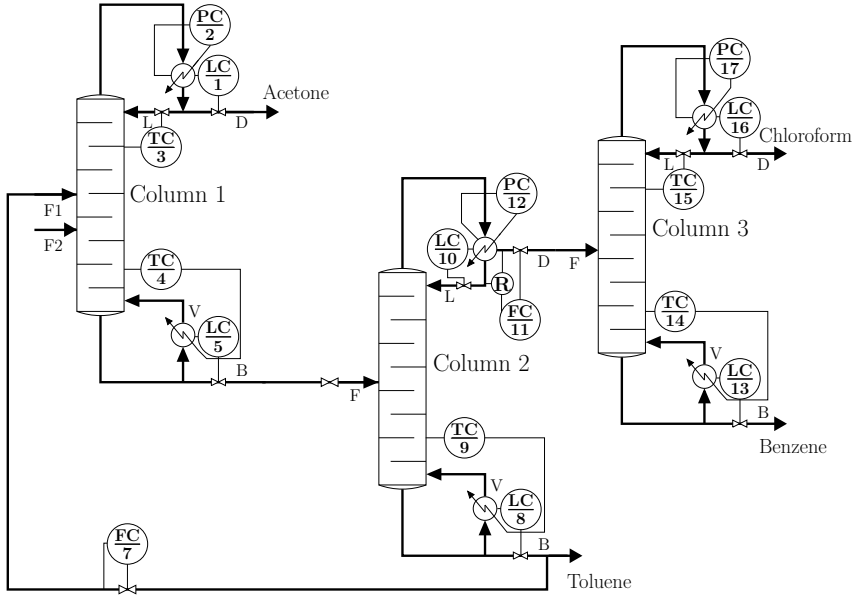 PC
2
LC
1
Acetone
L
D
TC
3
F1
Column 1
F2
TC
4
V
LC
5
B
F
PC
17
LC
16
Chloroform
L
D
TC
15
Column 3
TC
14
V
LC
13
B
Benzene
PC
12
LC
10
D
F
L
R
FC
11
Column 2
TC
9
V
LC
8
B
Toluene
FC
7